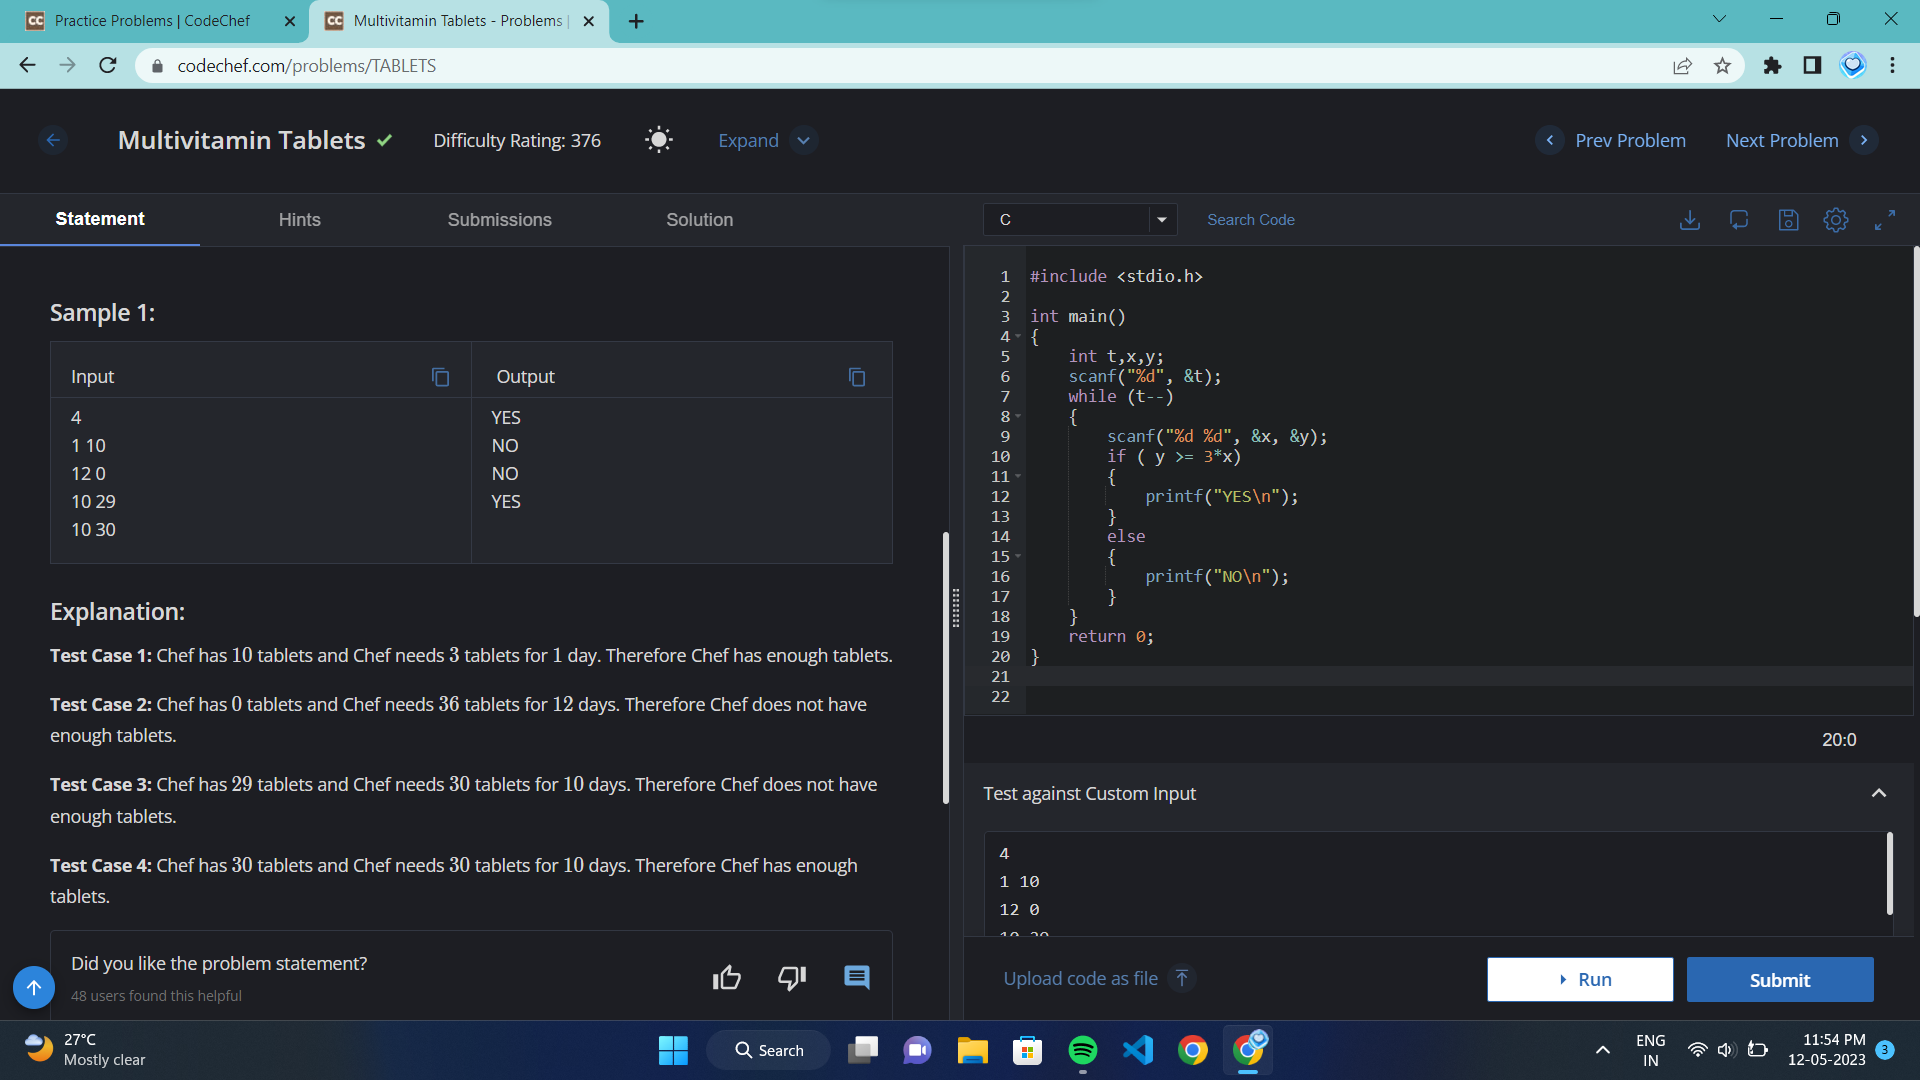 Practice Problems | CodeChef
Multivitamin Tablets - Problems |
codechef.com/problems/TABLETS
Multivitamin Tablets
Difficulty Rating: 376
Expand
Prev Problem
Next Problem
Statement
Hints
Submissions
Solution
C
Search Code
Sample 1:
Input
Output
4
1 10
12 0
10 29
10 30
YES
NO
NO
YES
Explanation:
Test Case 1: Chef has 10 tablets and Chef needs 3 tablets for 1 day. Therefore Chef has enough tablets.
Test Case 2: Chef has 0 tablets and Chef needs 36 tablets for 12 days. Therefore Chef does not have
enough tablets.
Test Case 3: Chef has 29 tablets and Chef needs 30 tablets for 10 days. Therefore Chef does not have
enough tablets.
Test Case 4: Chef has 30 tablets and Chef needs 30 tablets for 10 days. Therefore Chef has enough
tablets.
Did you like the problem statement?
48 users found this helpful
1 #include <stdio.h>
2
3 int main()
4 {
5 int t,x,y;
6 scanf("%d", &t);
7 while (t--)
8 {
9 scanf("%d %d", &x, &y);
10 if ( y >= 3*x)
11 {
12 printf("YES\n");
13 }
14 else
15 {
16 printf("NO\n");
17 }
18 }
19 return 0;
20 }
21
22
20:0
Test against Custom Input
4
1 10
12 0
10 29
Upload code as file
Run
Submit
27°C
Mostly clear
Search
ENG
IN
11:54 PM
12-05-2023
3